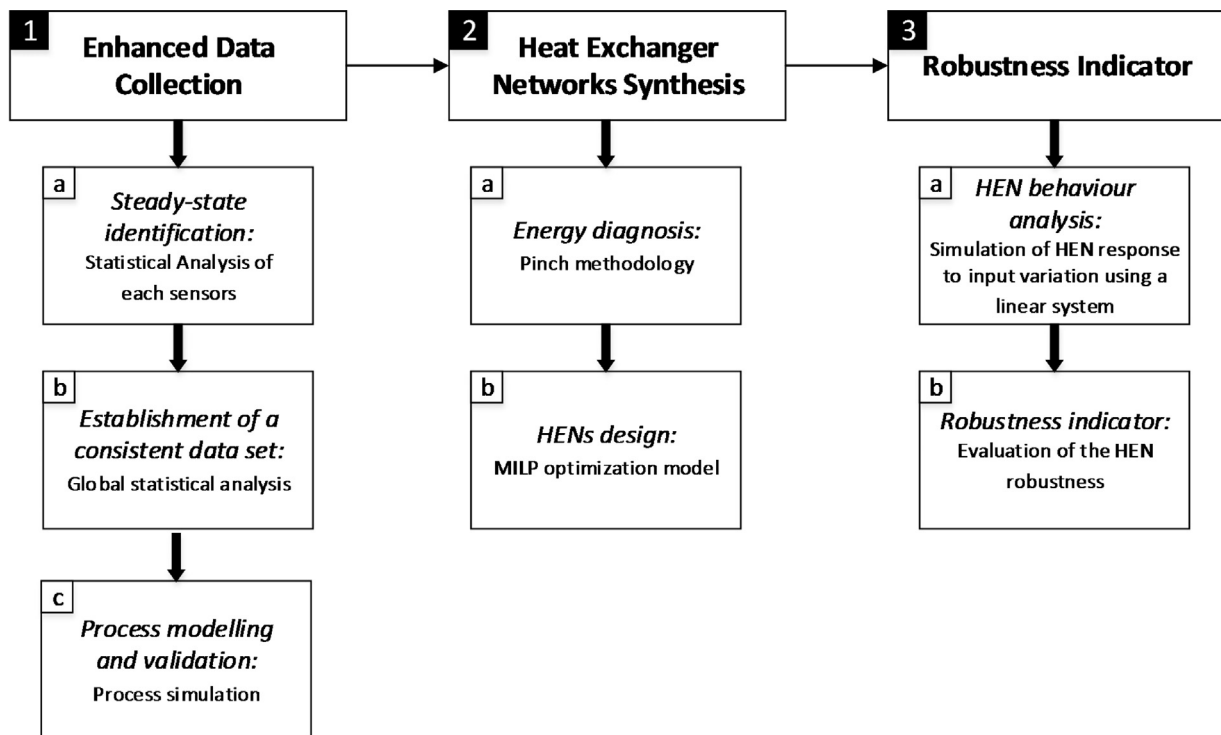 1
Enhanced Data
Collection
a
Steady-state
identification:
Statistical Analysis of
each sensors
b
Establishment of a
consistent data set:
Global statistical analysis
c
Process modelling
and validation:
Process simulation
2
Heat Exchanger
Networks Synthesis
a
Energy diagnosis:
Pinch methodology
b
HENs design:
MILP optimization model
3
Robustness Indicator
a
HEN behaviour
analysis:
Simulation of HEN response
to input variation using a
linear system
b
Robustness indicator:
Evaluation of the HEN
robustness